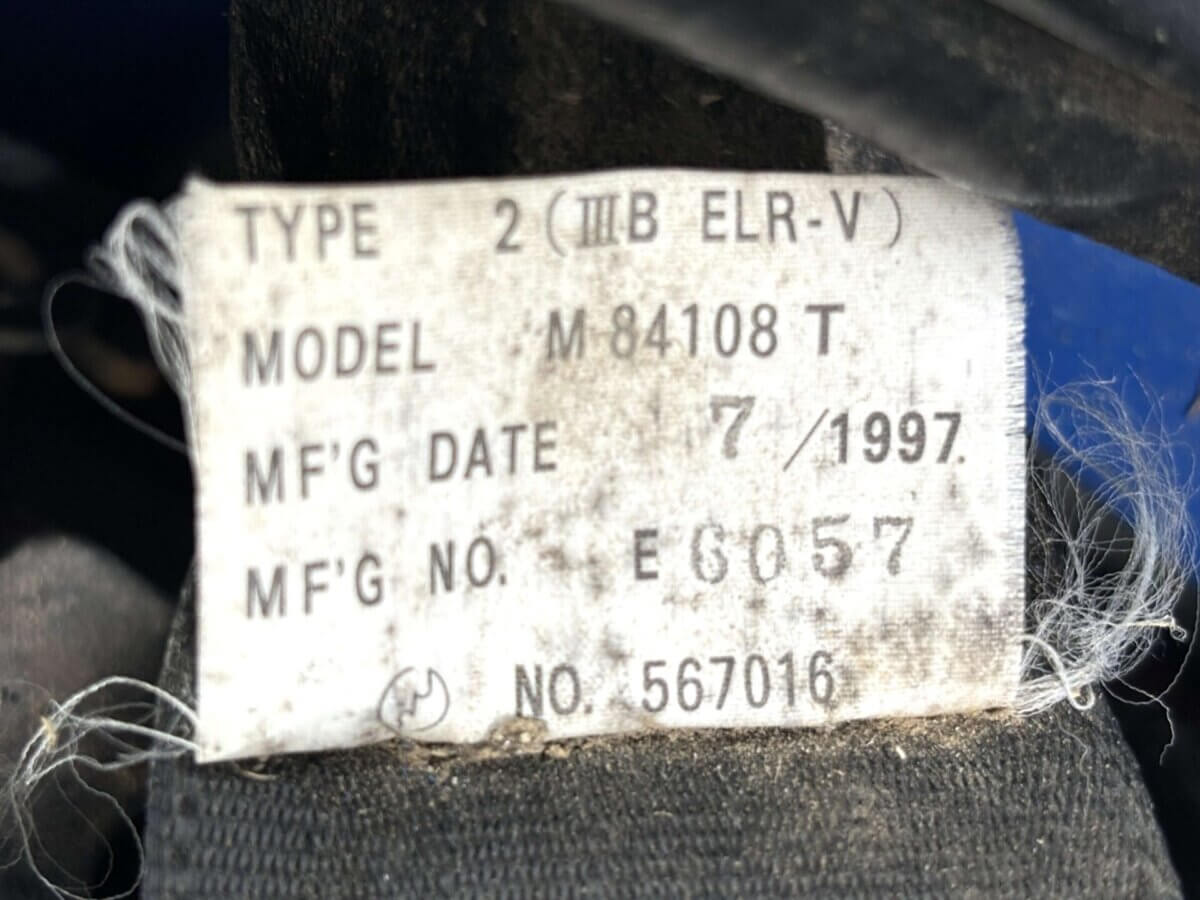 TYPE 2 (ⅢB ELR-V)
MODEL M 84108 T
MF'G DATE 7 /1997.
MF'G NO. E 6057
NO. 567016